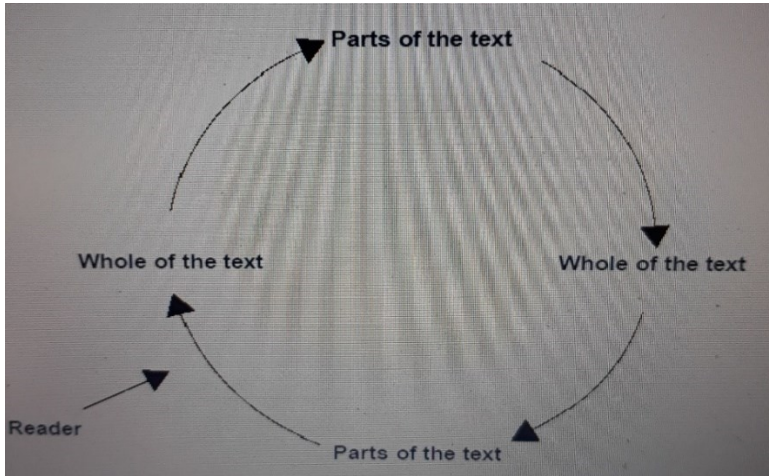 Parts of the text
Whole of the text
Whole of the text
Reader
Parts of the text